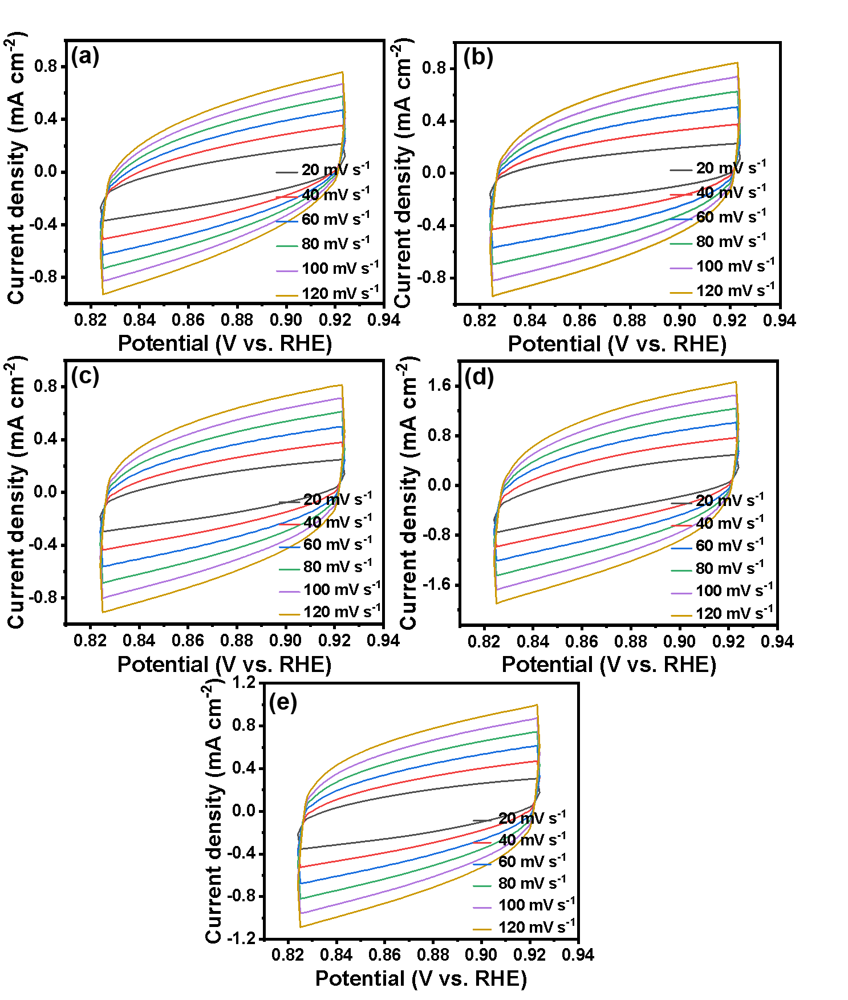 (a)
Current density (mA cm-2)
0.8
0.4
0.0
-0.4
-0.8
20 mV s-1
40 mV s-1
60 mV s-1
80 mV s-1
100 mV s-1
120 mV s-1
0.82 0.84 0.86 0.88 0.90 0.92 0.94
Potential (V vs. RHE)
(b)
Current density (mA cm-2)
0.8
0.4
0.0
-0.4
-0.8
20 mV s-1
40 mV s-1
60 mV s-1
80 mV s-1
100 mV s-1
120 mV s-1
0.82 0.84 0.86 0.88 0.90 0.92 0.94
Potential (V vs. RHE)
(c)
Current density (mA cm-2)
0.8
0.4
0.0
-0.4
-0.8
20 mV s-1
40 mV s-1
60 mV s-1
80 mV s-1
100 mV s-1
120 mV s-1
0.82 0.84 0.86 0.88 0.90 0.92 0.94
Potential (V vs. RHE)
(d)
Current density (mA cm-2)
1.6
0.8
0.0
-0.8
-1.6
20 mV s-1
40 mV s-1
60 mV s-1
80 mV s-1
100 mV s-1
120 mV s-1
0.82 0.84 0.86 0.88 0.90 0.92 0.94
Potential (V vs. RHE)
(e)
Current density (mA cm-2)
1.2
0.8
0.4
0.0
-0.4
-0.8
-1.2
20 mV s-1
40 mV s-1
60 mV s-1
80 mV s-1
100 mV s-1
120 mV s-1
0.82 0.84 0.86 0.88 0.90 0.92 0.94
Potential (V vs. RHE)